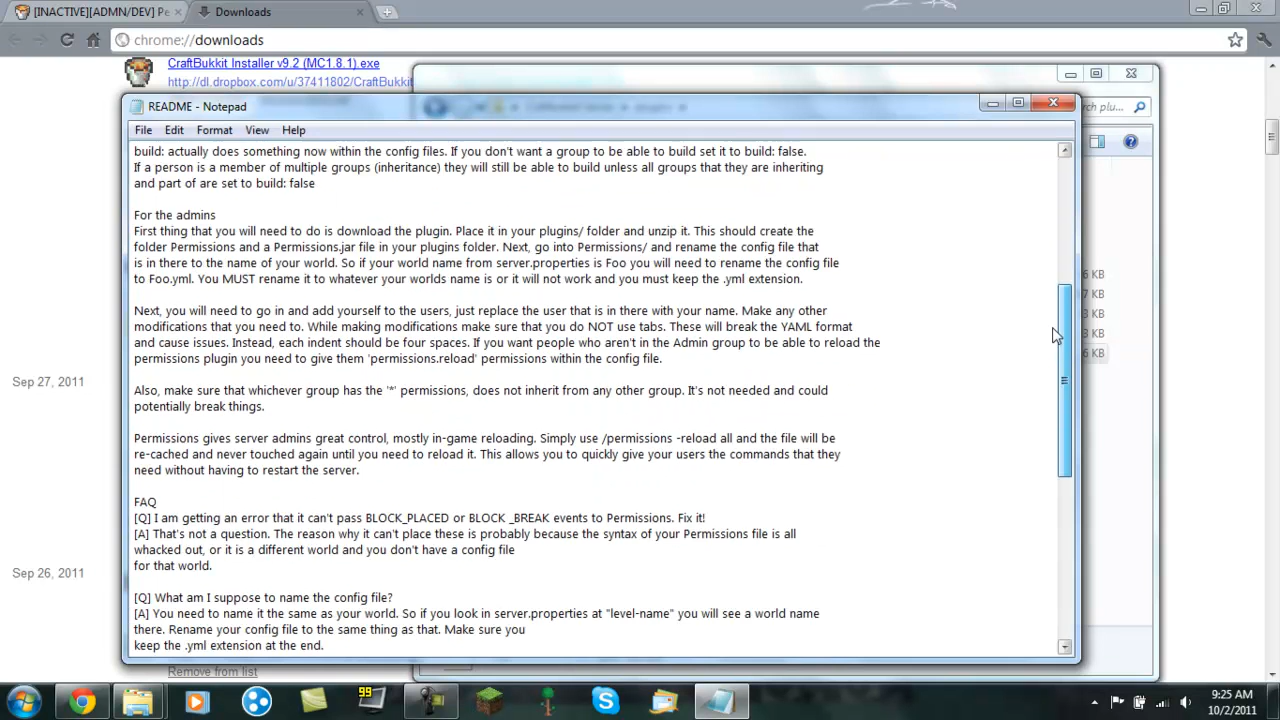 [INACTIVE][ADMN/DEV] Pe
Downloads
chrome://downloads
CraftBukkit Installer v9.2 (MC1.8.1).exe
http://dl.dropbox.com/u/37411802/CraftBukkit
README - Notepad
rch plu...
File Edit Format View Help
build: actually does something now within the config files. If you don't want a group to be able to build set it to build: false.
If a person is a member of multiple groups (inheritance) they will still be able to build unless all groups that they are inheriting
and part of are set to build: false
For the admins
First thing that you will need to do is download the plugin. Place it in your plugins/ folder and unzip it. This should create the
folder Permissions and a Permissions.jar file in your plugins folder. Next, go into Permissions/ and rename the config file that
is in there to the name of your world. So if your world name from server.properties is Foo you will need to rename the config file
to Foo.yml. You MUST rename it to whatever your worlds name is or it will not work and you must keep the .yml extension.
Next, you will need to go in and add yourself to the users, just replace the user that is in there with your name. Make any other
modifications that you need to. While making modifications make sure that you do NOT use tabs. These will break the YAML format
and cause issues. Instead, each indent should be four spaces. If you want people who aren't in the Admin group to be able to reload the
permissions plugin you need to give them 'permissions.reload' permissions within the config file.
Also, make sure that whichever group has the '*' permissions, does not inherit from any other group. It's not needed and could
potentially break things.
Permissions gives server admins great control, mostly in-game reloading. Simply use /permissions -reload all and the file will be
re-cached and never touched again until you need to reload it. This allows you to quickly give your users the commands that they
need without having to restart the server.
FAQ
[Q] I am getting an error that it can't pass BLOCK_PLACED or BLOCK _BREAK events to Permissions. Fix it!
[A] That's not a question. The reason why it can't place these is probably because the syntax of your Permissions file is all
whacked out, or it is a different world and you don't have a config file
for that world.
[Q] What am I suppose to name the config file?
[A] You need to name it the same as your world. So if you look in server.properties at "level-name" you will see a world name
there. Rename your config file to the same thing as that. Make sure you
keep the .yml extension at the end.
6 KB
7 KB
3 KB
3 KB
6 KB
Sep 27, 2011
Sep 26, 2011
Remove from list
99
9:25 AM
10/2/2011